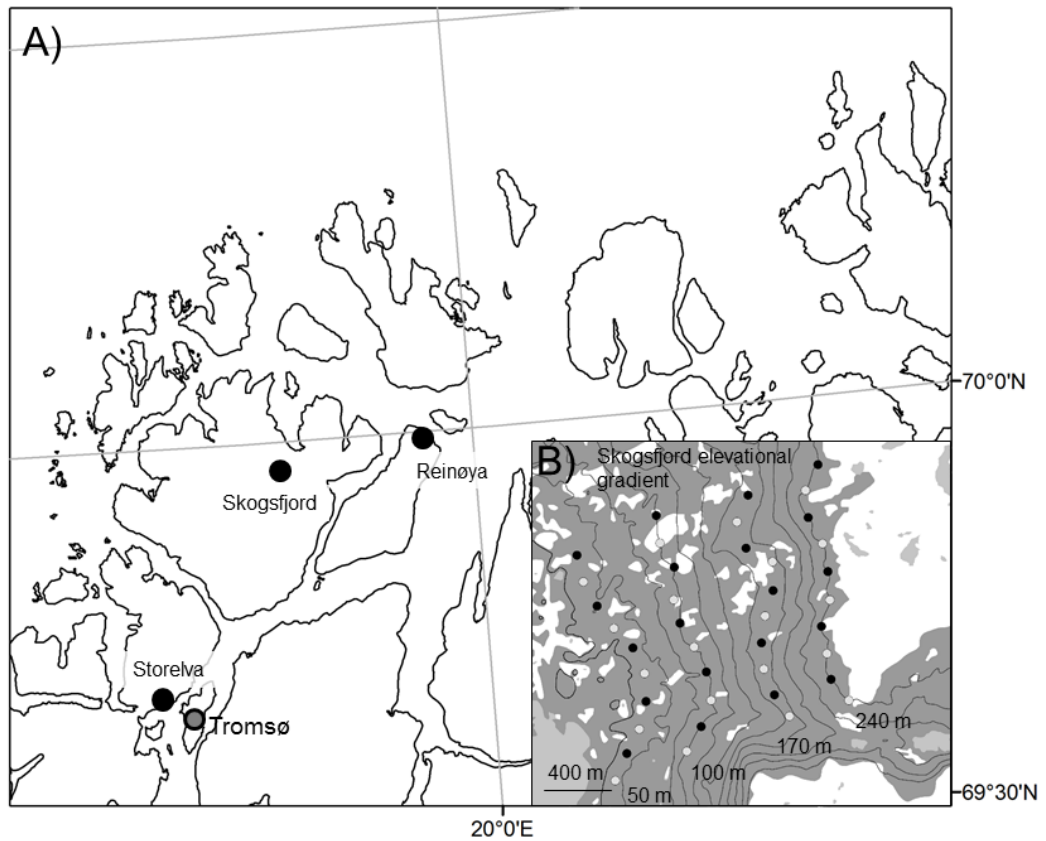 A)
70°0'N
Reinøya
Skogsfjord
B) Skogsfjord elevational
gradient
Storelva
Tromsø
240 m
170 m
400 m
100 m
50 m
69°30'N
20°0'E